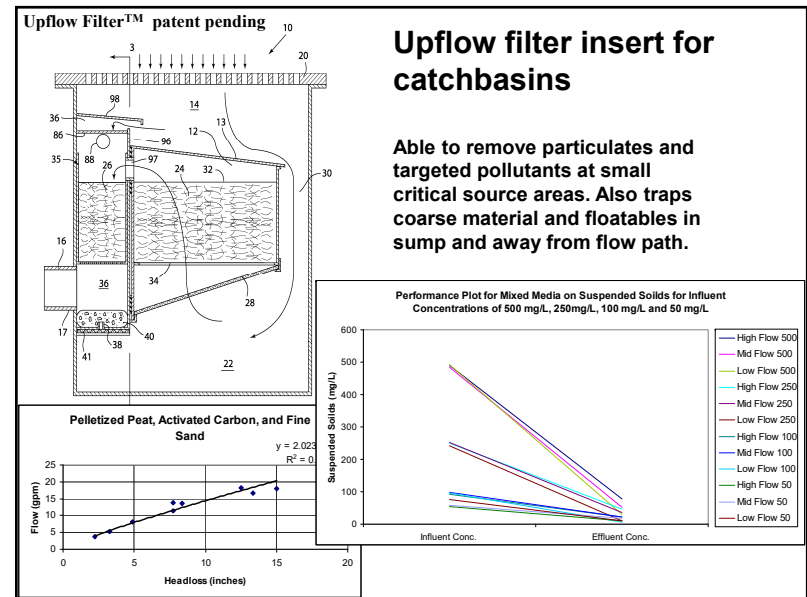 Upflow Filter™ patent pending
10
3
20
98
14
36
13
86
12
96
35
88
97
32
30
26
24
16
34
36
28
17
40
38
41
22
Upflow filter insert for
catchbasins
Able to remove particulates and
targeted pollutants at small
critical source areas. Also traps
coarse material and floatables in
sump and away from flow path.
Pelletized Peat, Activated Carbon, and Fine
Sand
y = 2.023
R² = 0.
25
20
15
10
5
0
Flow (gpm)
0
5
10
15
20
Headloss (inches)
Performance Plot for Mixed Media on Suspended Soilds for Influent
Concentrations of 500 mg/L, 250mg/L, 100 mg/L and 50 mg/L
600
500
400
300
200
100
0
Suspended Soilds (mg/L)
Influent Conc.
Effluent Conc.
High Flow 500
Mid Flow 500
Low Flow 500
High Flow 250
Mid Flow 250
Low Flow 250
High Flow 100
Mid Flow 100
Low Flow 100
High Flow 50
Mid Flow 50
Low Flow 50